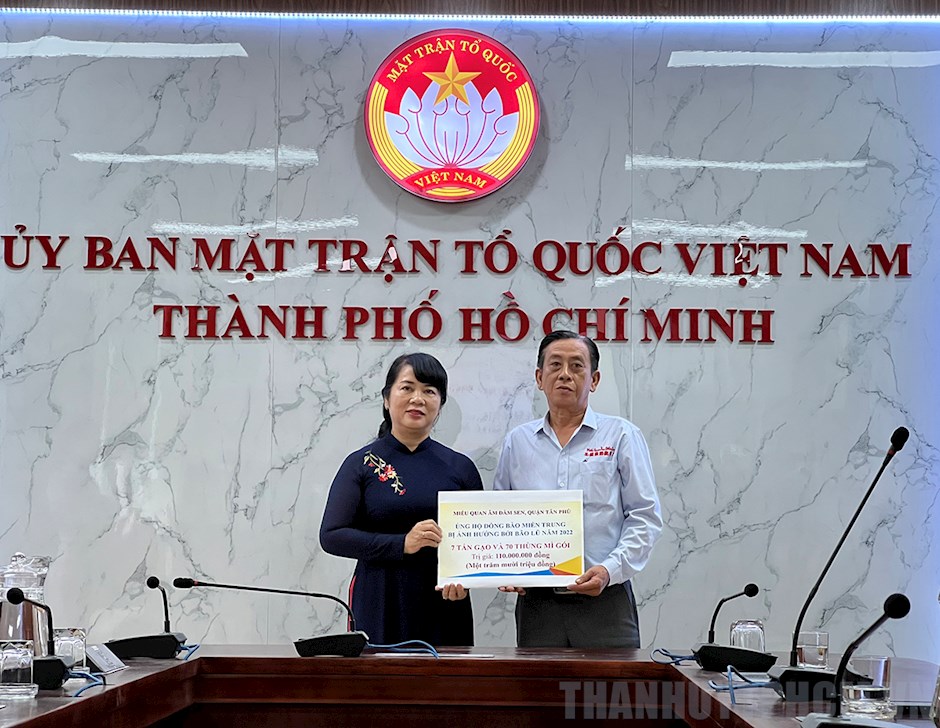 MẶT TRẬN TỔ QUỐC
VIỆT NAM
ỦY BAN MẶT TRẬN TỔ QUỐC VIỆT NAM
THÀNH PHỐ HỒ CHÍ MINH
MIẾU QUAN ÂM ĐẦM SEN, QUẬN TÂN PHÚ
ỦNG HỘ ĐỒNG BÀO MIỀN TRUNG
BỊ ẢNH HƯỞNG BỞI BÃO LŨ NĂM 2022
7 TẤN GẠO VÀ 70 THÙNG MÌ GÓI
Trị giá: 110.000.000 đồng
(Một trăm mười triệu đồng)